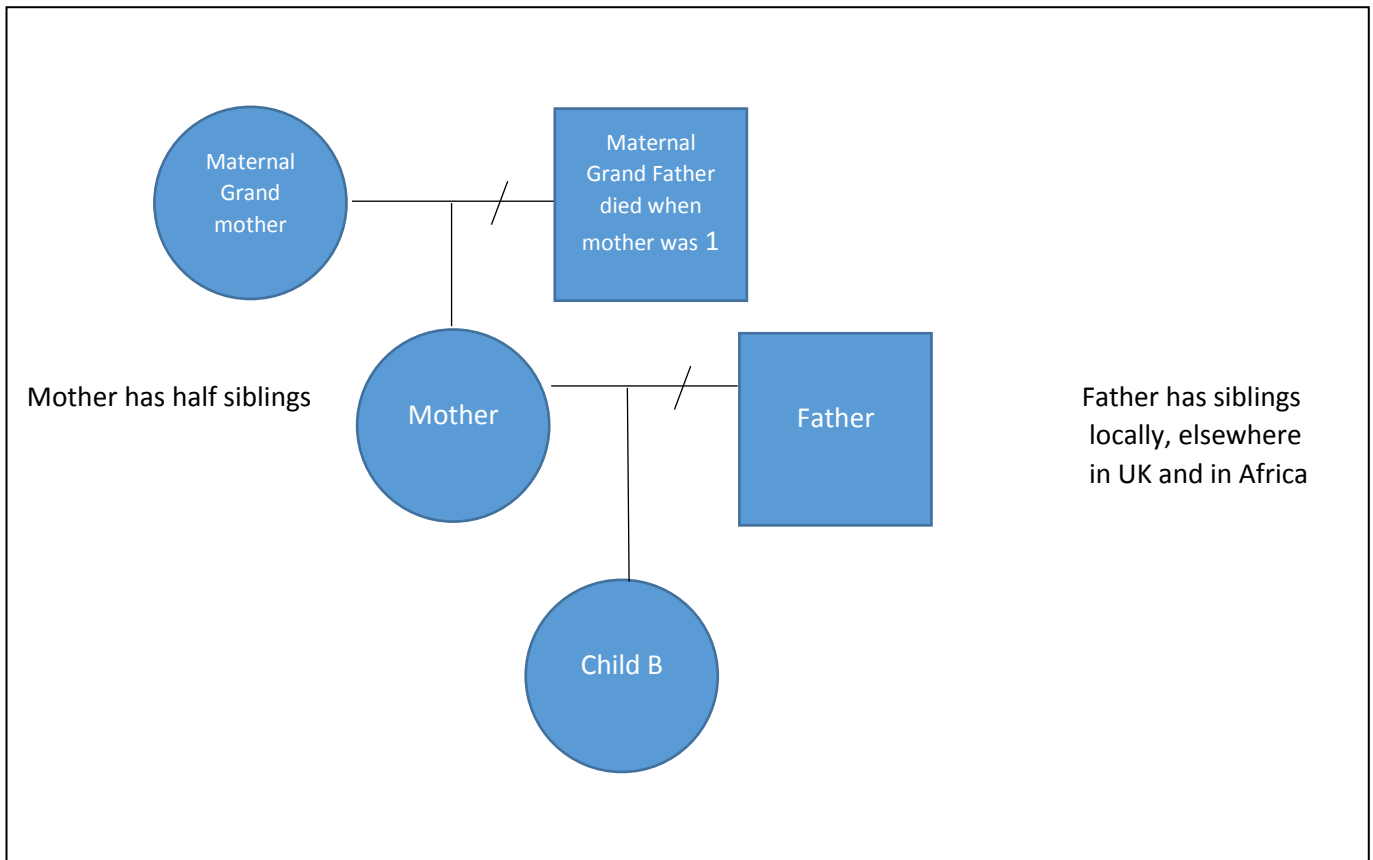 Maternal
Grand
mother
Maternal
Grand Father
died when
mother was 1
Mother has half siblings
Mother
Father
Father has siblings
locally, elsewhere
in UK and in Africa
Child B